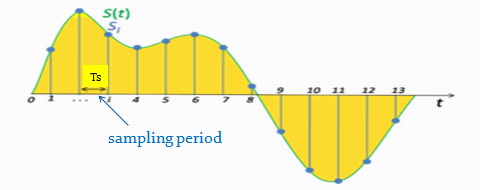 S(t)
Si
Ts
0 1 ... i 4 5 6 7 8 9 10 11 12 13
t
sampling period